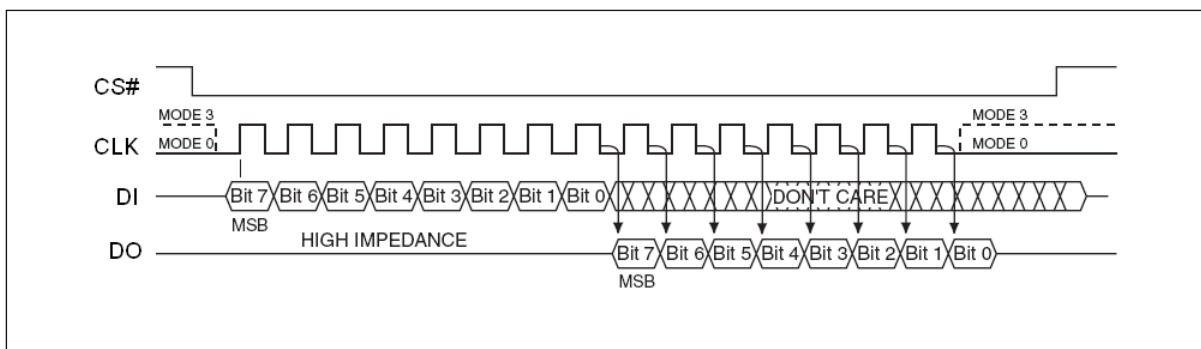 CS#
MODE 3 MODE 3
CLK MODE 0 MODE 0
DI Bit 7 Bit 6 Bit 5 Bit 4 Bit 3 Bit 2 Bit 1 Bit 0 DON'T CARE
MSB
HIGH IMPEDANCE
DO Bit 7 Bit 6 Bit 5 Bit 4 Bit 3 Bit 2 Bit 1 Bit 0
MSB